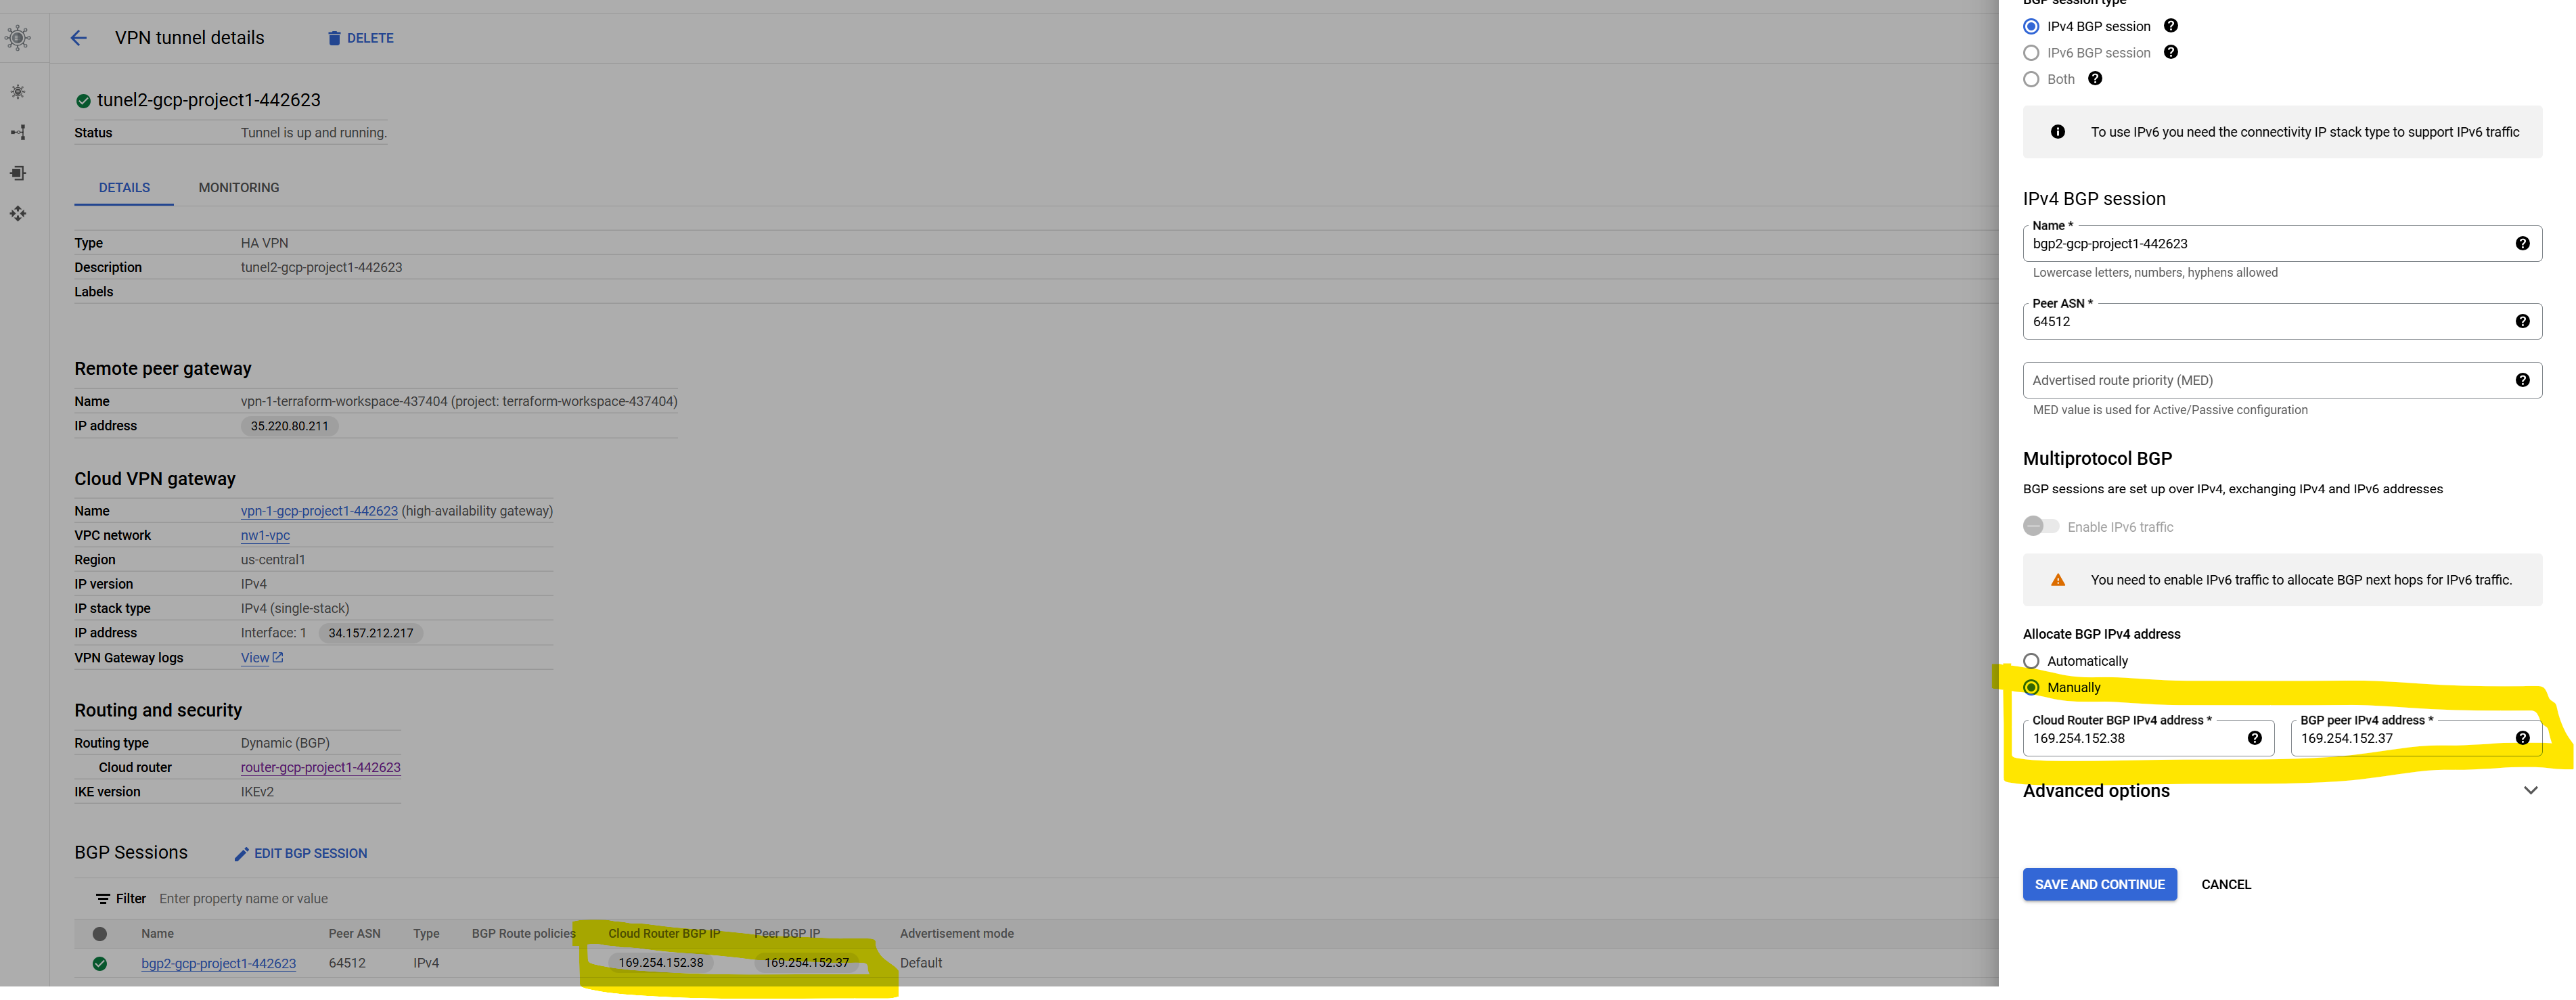 VPN tunnel details
DELETE
tunel2-gcp-project1-442623
Status Tunnel is up and running.
DETAILS MONITORING
Type HA VPN
Description tunel2-gcp-project1-442623
Labels
Remote peer gateway
Name vpn-1-terraform-workspace-437404 (project: terraform-workspace-437404)
IP address 35.220.80.211
Cloud VPN gateway
Name vpn-1-gcp-project1-442623 (high-availability gateway)
VPC network nw1-vpc
Region us-central1
IP version IPv4
IP stack type IPv4 (single-stack)
IP address Interface: 1 34.157.212.217
VPN Gateway logs View
Routing and security
Routing type Dynamic (BGP)
Cloud router router-gcp-project1-442623
IKE version IKEv2
BGP Sessions EDIT BGP SESSION
Filter Enter property name or value
Name Peer ASN Type BGP Route policies Cloud Router BGP IP Peer BGP IP Advertisement mode
bgp2-gcp-project1-442623 64512 IPv4 169.254.152.38 169.254.152.37 Default
BGP session type
IPv4 BGP session
IPv6 BGP session
Both
To use IPv6 you need the connectivity IP stack type to support IPv6 traffic
IPv4 BGP session
Name *
bgp2-gcp-project1-442623
Lowercase letters, numbers, hyphens allowed
Peer ASN *
64512
Advertised route priority (MED)
MED value is used for Active/Passive configuration
Multiprotocol BGP
BGP sessions are set up over IPv4, exchanging IPv4 and IPv6 addresses
Enable IPv6 traffic
You need to enable IPv6 traffic to allocate BGP next hops for IPv6 traffic.
Allocate BGP IPv4 address
Automatically
Manually
Cloud Router BGP IPv4 address * BGP peer IPv4 address *
169.254.152.38 169.254.152.37
Advanced options
SAVE AND CONTINUE CANCEL